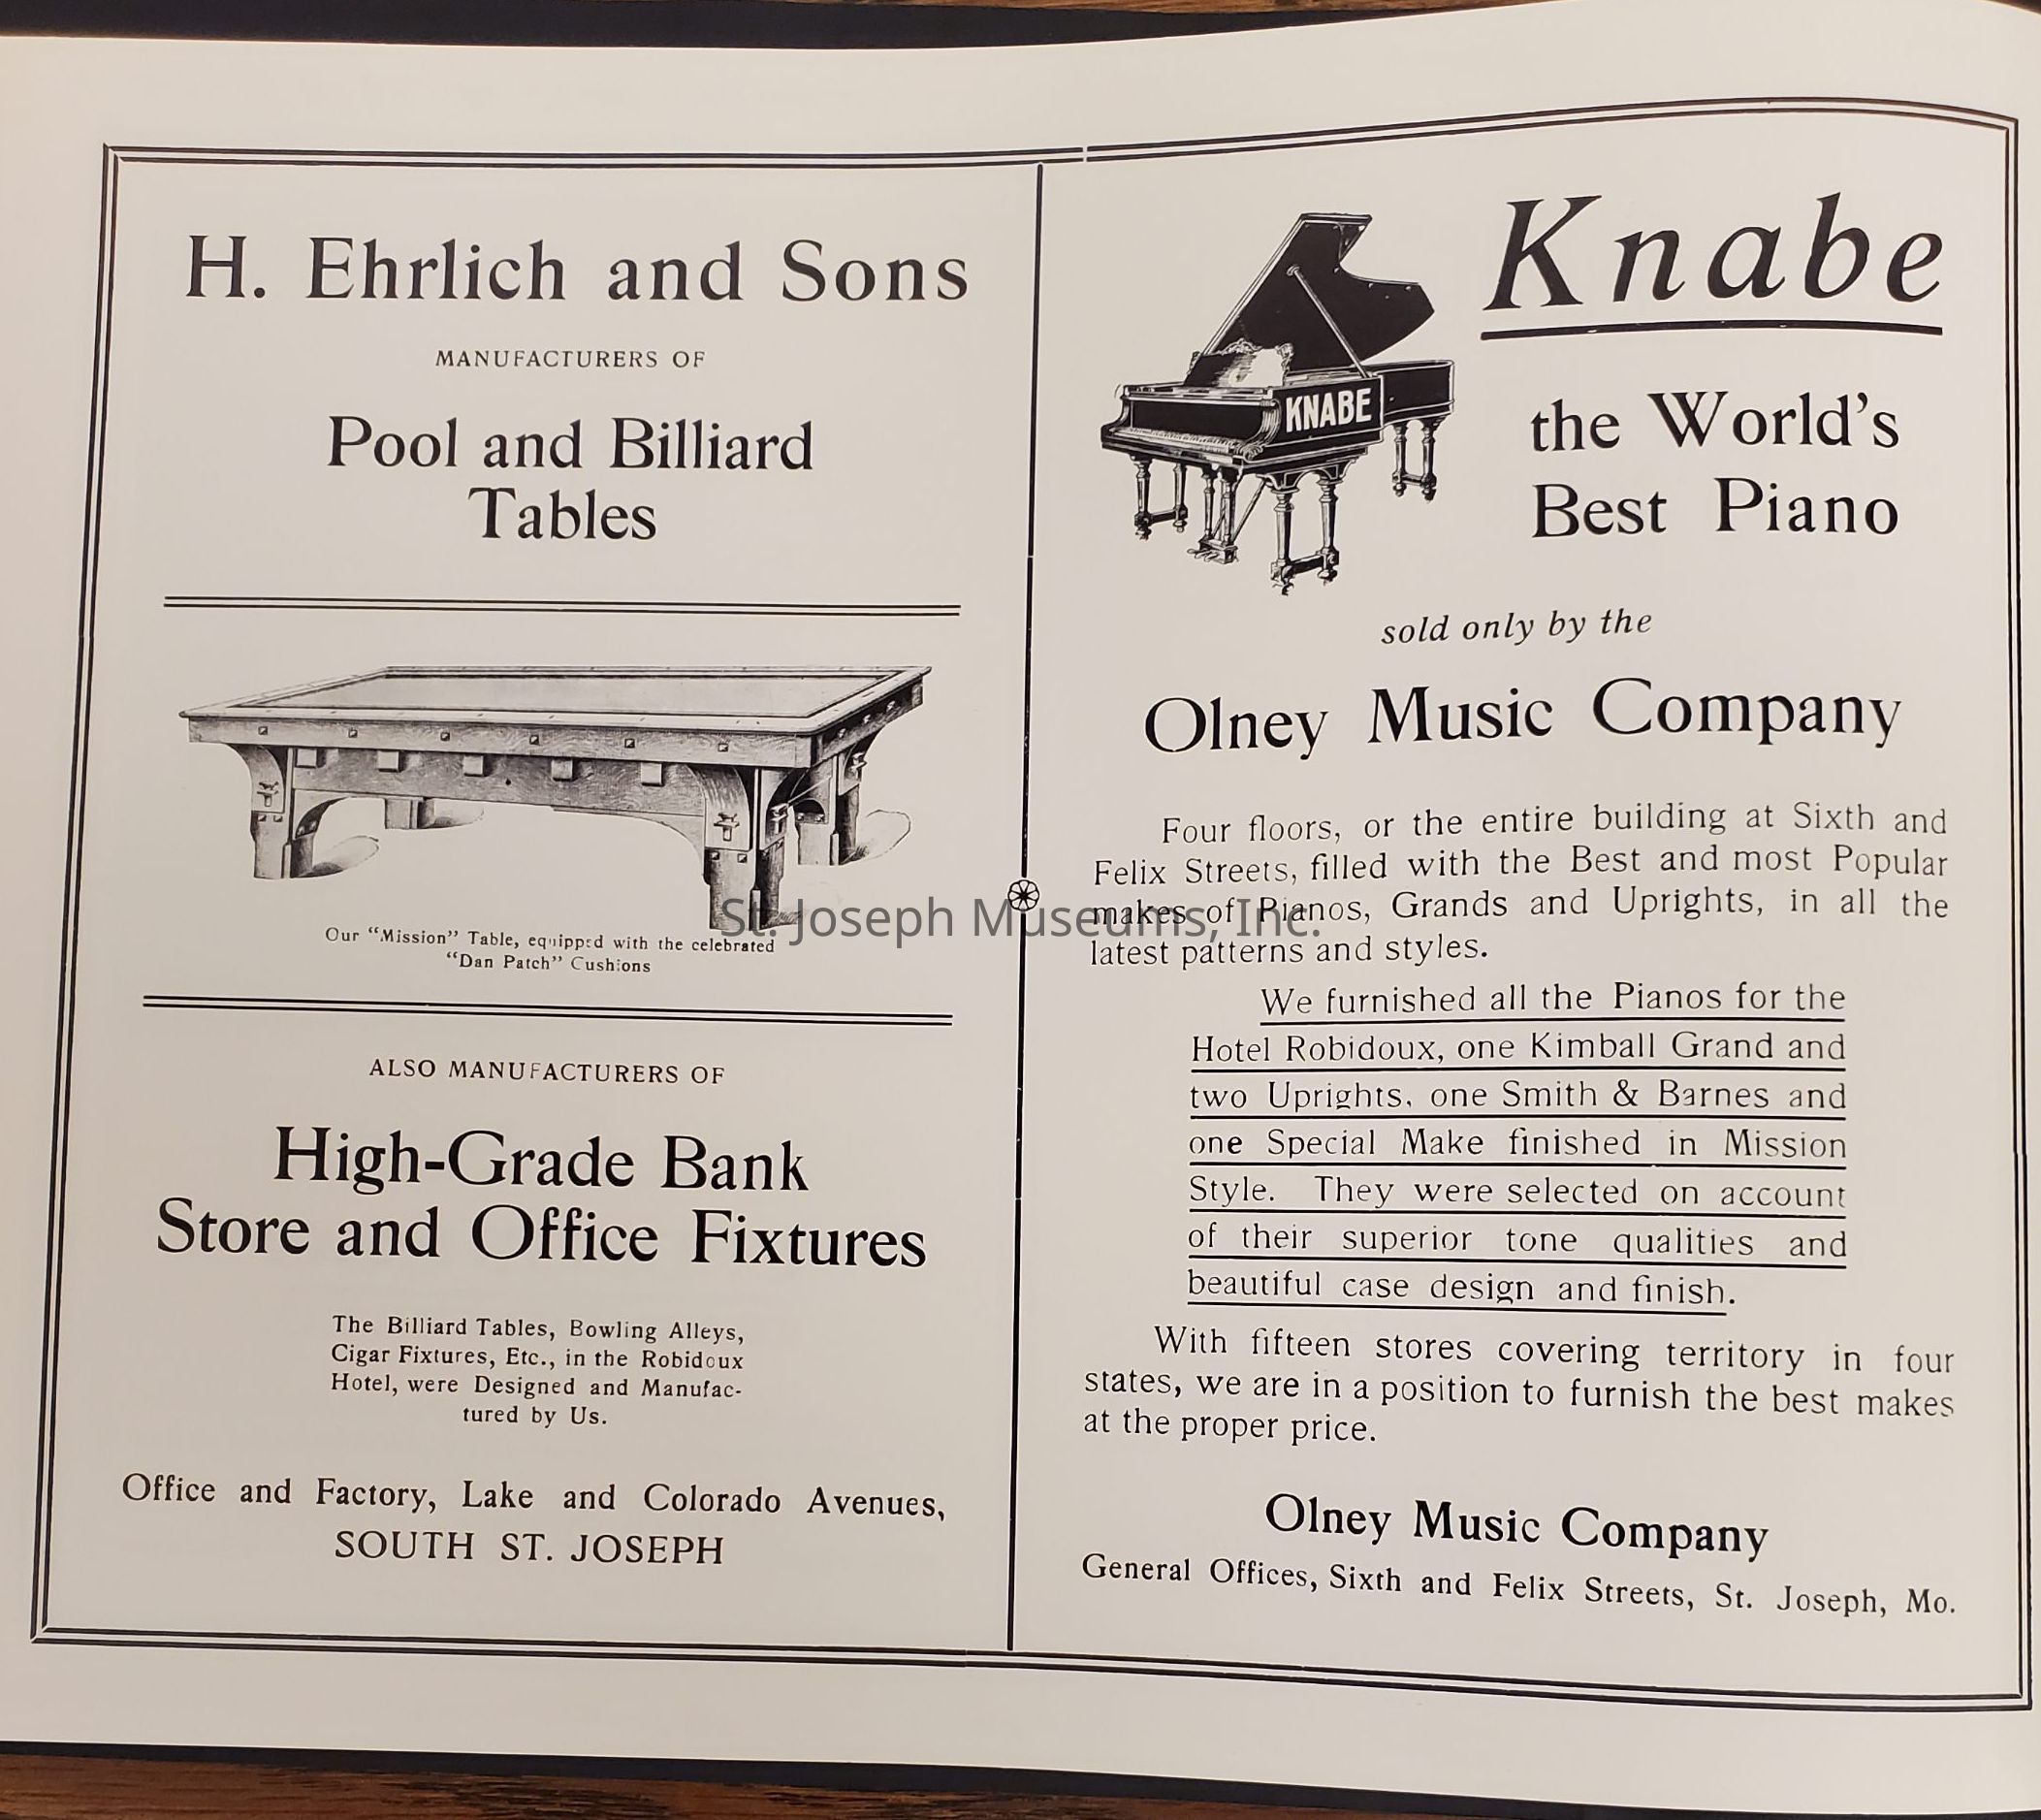 H. Ehrlich and Sons
MANUFACTURERS OF
Pool and Billiard
Tables
Our “Mission” Table, equipped with the celebrated
“Dan Patch” Cushions
ALSO MANUFACTURERS OF
High-Grade Bank
Store and Office Fixtures
The Billiard Tables, Bowling Alleys,
Cigar Fixtures, Etc., in the Robidoux
Hotel, were Designed and Manufac-
tured by Us.
Office and Factory, Lake and Colorado Avenues,
SOUTH ST. JOSEPH
Knabe
KNABE
the World's
Best Piano
sold only by the
Olney Music Company
Four floors, or the entire building at Sixth and
Felix Streets, filled with the Best and most Popular
makes of Pianos, Grands and Uprights, in all the
latest patterns and styles.
We furnished all the Pianos for the
Hotel Robidoux, one Kimball Grand and
two Uprights, one Smith & Barnes and
one Special Make finished in Mission
Style. They were selected on account
of their superior tone qualities and
beautiful case design and finish.
With fifteen stores covering territory in four
states, we are in a position to furnish the best makes
at the proper price.
Olney Music Company
General Offices, Sixth and Felix Streets, St. Joseph, Mo.
St. Joseph Museums, Inc.